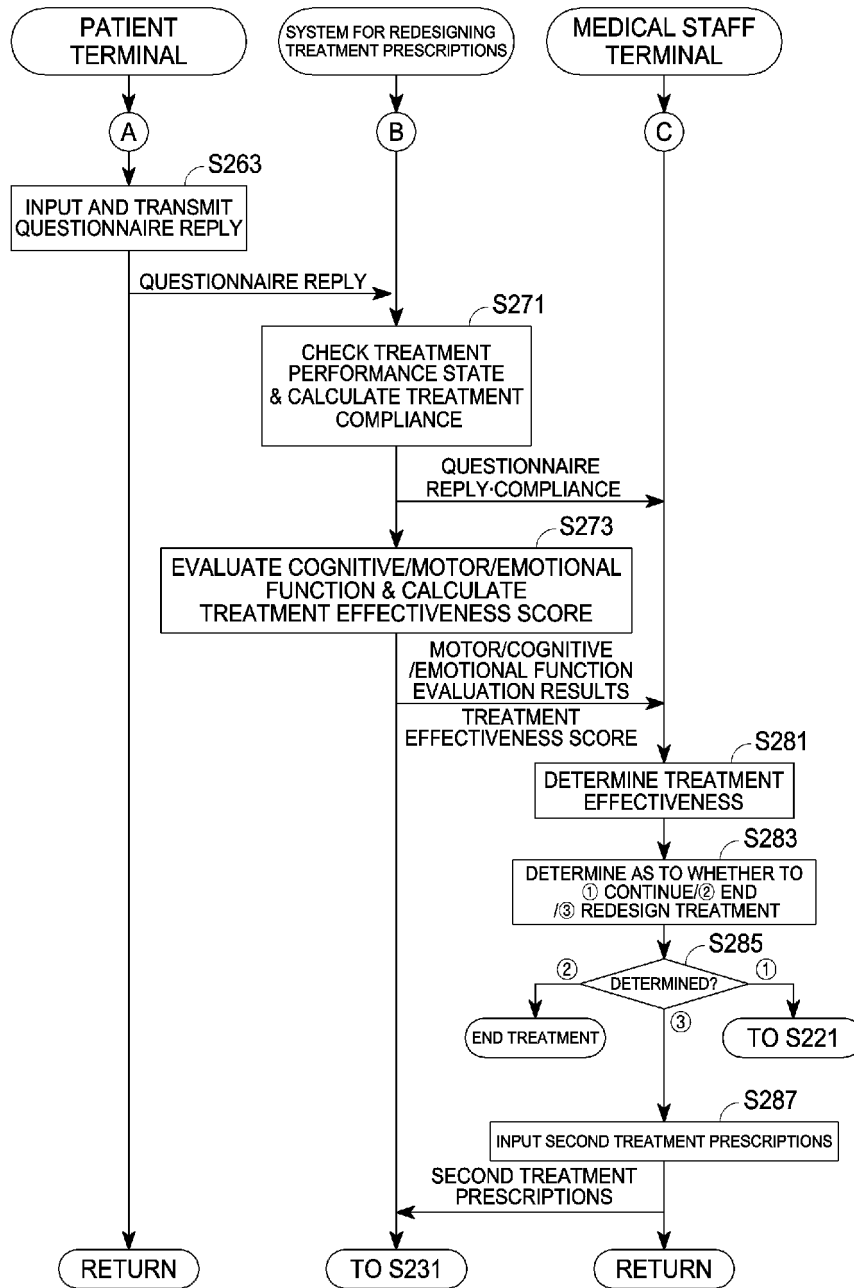 PATIENT
TERMINAL
SYSTEM FOR REDESIGNING
TREATMENT PRESCRIPTIONS
MEDICAL STAFF
TERMINAL
A
B
C
S263
INPUT AND TRANSMIT
QUESTIONNAIRE REPLY
QUESTIONNAIRE REPLY
S271
CHECK TREATMENT
PERFORMANCE STATE
& CALCULATE TREATMENT
COMPLIANCE
QUESTIONNAIRE
REPLY·COMPLIANCE
S273
EVALUATE COGNITIVE/MOTOR/EMOTIONAL
FUNCTION & CALCULATE
TREATMENT EFFECTIVENESS SCORE
MOTOR/COGNITIVE
/EMOTIONAL FUNCTION
EVALUATION RESULTS
TREATMENT
EFFECTIVENESS SCORE
S281
DETERMINE TREATMENT
EFFECTIVENESS
S283
DETERMINE AS TO WHETHER TO
① CONTINUE/② END
/③ REDESIGN TREATMENT
S285
DETERMINED?
②
①
③
END TREATMENT
TO S221
S287
INPUT SECOND TREATMENT PRESCRIPTIONS
SECOND TREATMENT
PRESCRIPTIONS
RETURN
TO S231
RETURN